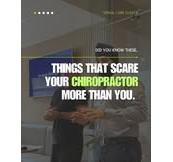 DID YOU KNOW THESE,
THINGS THAT SCARE
YOUR CHIROPRACTOR
MORE THAN YOU.